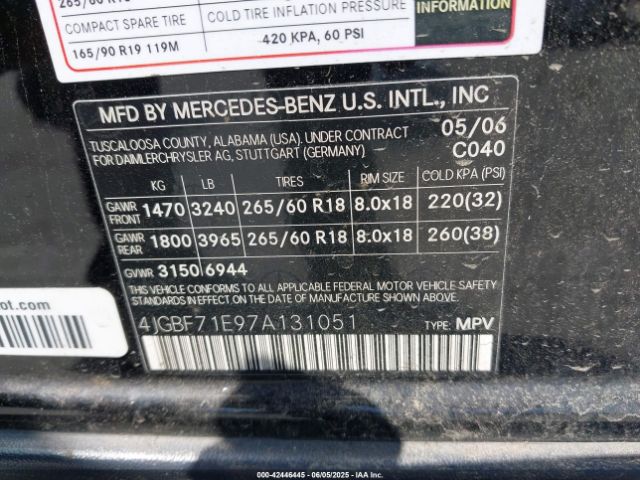 COMPACT SPARE TIRE
165/90 R19 119M
COLD TIRE INFLATION PRESSURE
420 KPA, 60 PSI
INFORMATION
MFD BY MERCEDES-BENZ U.S. INTL., INC
TUSCALOOSA COUNTY, ALABAMA (USA). UNDER CONTRACT 05/06
FOR DAIMLERCHRYSLER AG, STUTTGART (GERMANY) C040
KG LB TIRES RIM SIZE COLD KPA (PSI)
GAWR FRONT 1470 3240 265/60 R18 8.0x18 220(32)
GAWR REAR 1800 3965 265/60 R18 8.0x18 260(38)
GVWR 3150 6944
THIS VEHICLE CONFORMS TO ALL APPLICABLE FEDERAL MOTOR VEHICLE SAFETY
STANDARDS IN EFFECT ON THE DATE OF MANUFACTURE SHOWN ABOVE.
4JGBF71E97A131051 TYPE: MPV
ot.com
000-42446445 - 06/05/2025 - IAA Inc.